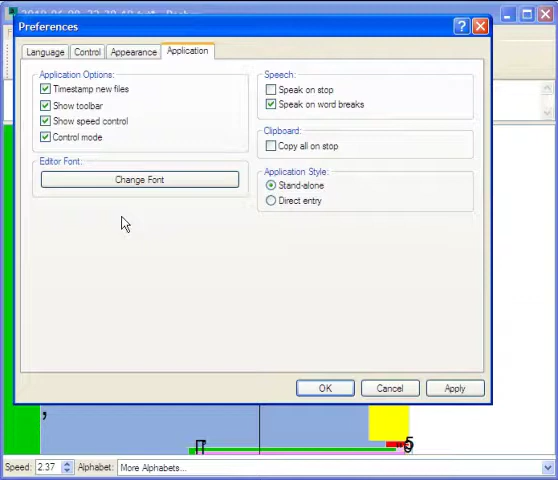 Preferences
Language Control Appearance Application
Application Options:
Timestamp new files
Show toolbar
Show speed control
Control mode
Editor Font:
Change Font
Speech:
Speak on stop
Speak on word breaks
Clipboard:
Copy all on stop
Application Style:
Stand-alone
Direct entry
OK Cancel Apply
Speed: 2.37 Alphabet: More Alphabets...